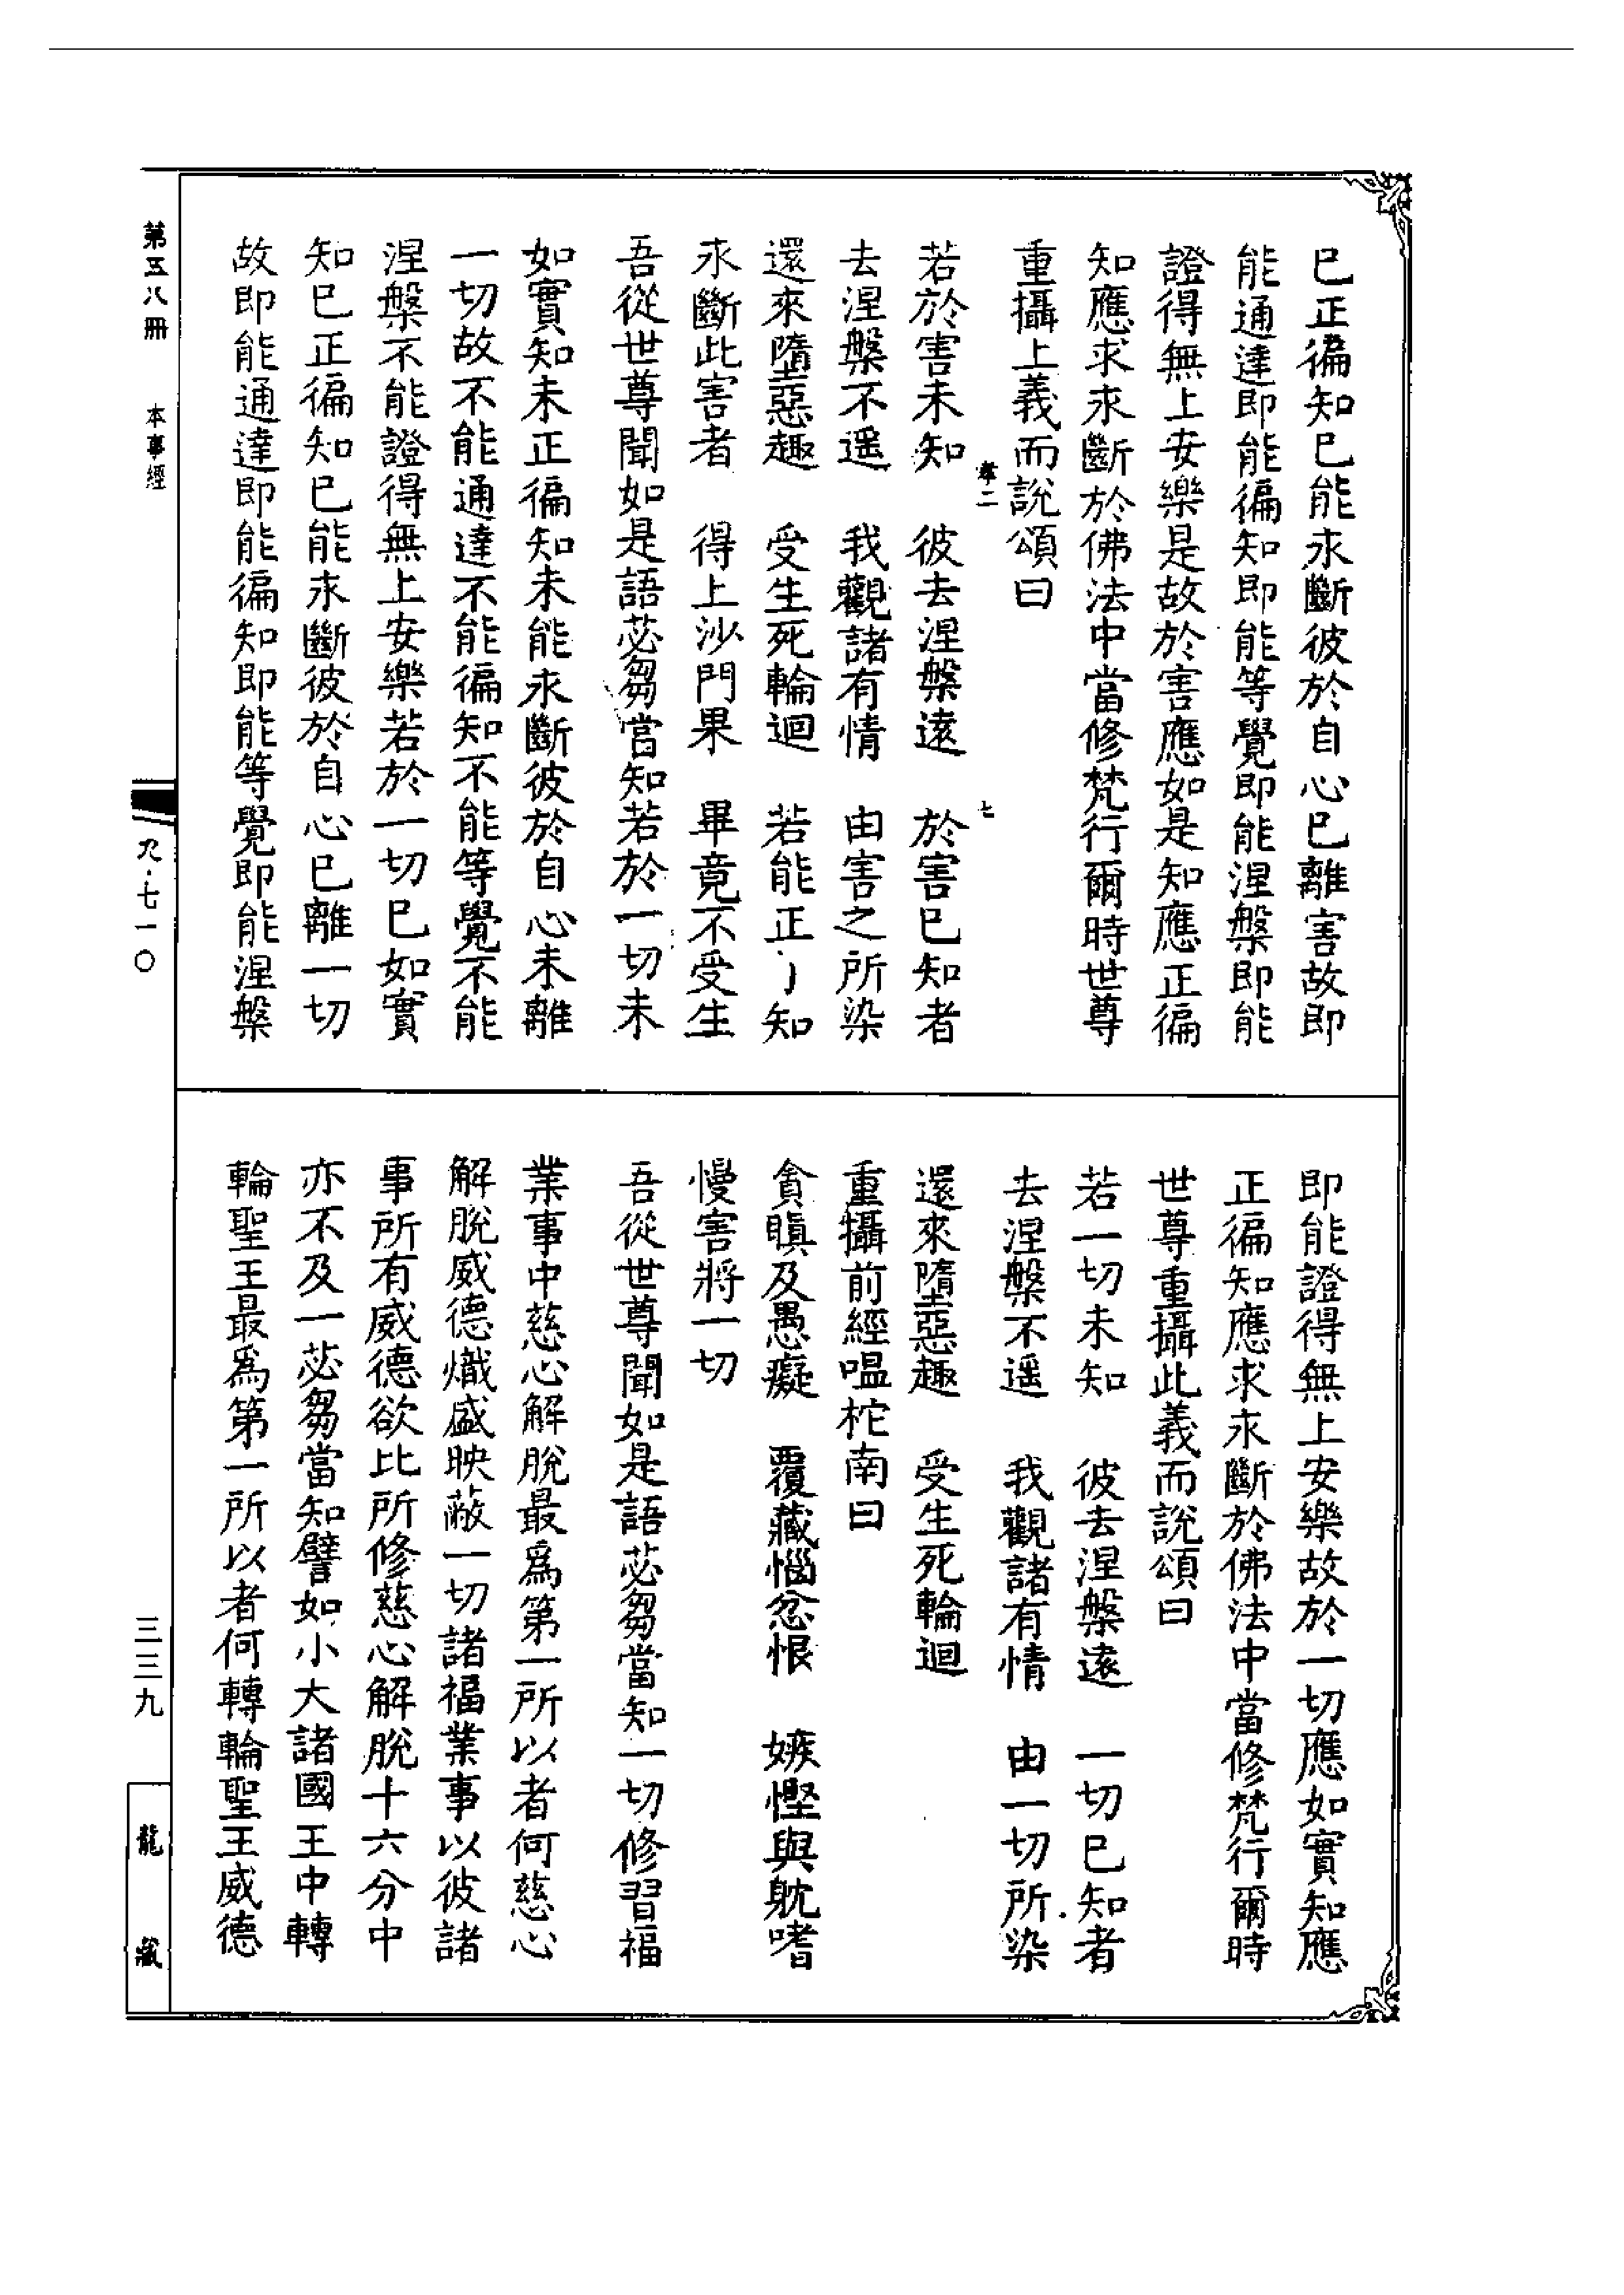 已正徧知已能永斷彼於自心已離害故即
能通達即能徧知即能等覺即能涅槃即能
證得無上安樂是故於害應如是知應正徧
知應求永斷於佛法中當修梵行爾時世尊
重攝上義而說頌曰
孝二
七
若於害未知　彼去涅槃遠　於害已知者
去涅槃不遥　我觀諸有情　由害之所染
還來墮惡趣　受生死輪迴　若能正了知
永斷此害者　得上沙門果　畢竟不受生
吾從世尊聞如是語苾芻當知若於一切未
如實知未正徧知未能永斷彼於自心未離
一切故不能通達不能徧知不能等覺不能
涅槃不能證得無上安樂若於一切已如實
知已正徧知已能永斷彼於自心已離一切
故即能通達即能徧知即能等覺即能涅槃
即能證得無上安樂故於一切應如實知應
正徧知應求永斷於佛法中當修梵行爾時
世尊重攝此義而說頌曰
若一切未知　彼去涅槃遠　一切已知者
去涅槃不遥　我觀諸有情　由一切所染
還來墮惡趣　受生死輪迴
重攝前經嗢柁南曰
貪瞋及愚癡　覆藏惱忿恨　嫉慳與躭嗜
慢害將一切
吾從世尊聞如是語苾芻當知一切修習福
業事中慈心解脫最爲第一所以者何慈心
解脫威德熾盛映蔽一切諸福業事以彼諸
事所有威德欲比所修慈心解脫十六分中
亦不及一苾芻當知譬如小大諸國王中轉
輪聖王最爲第一所以者何轉輪聖王威德
第五八冊　本事經
九·七一〇
三三九
龍藏